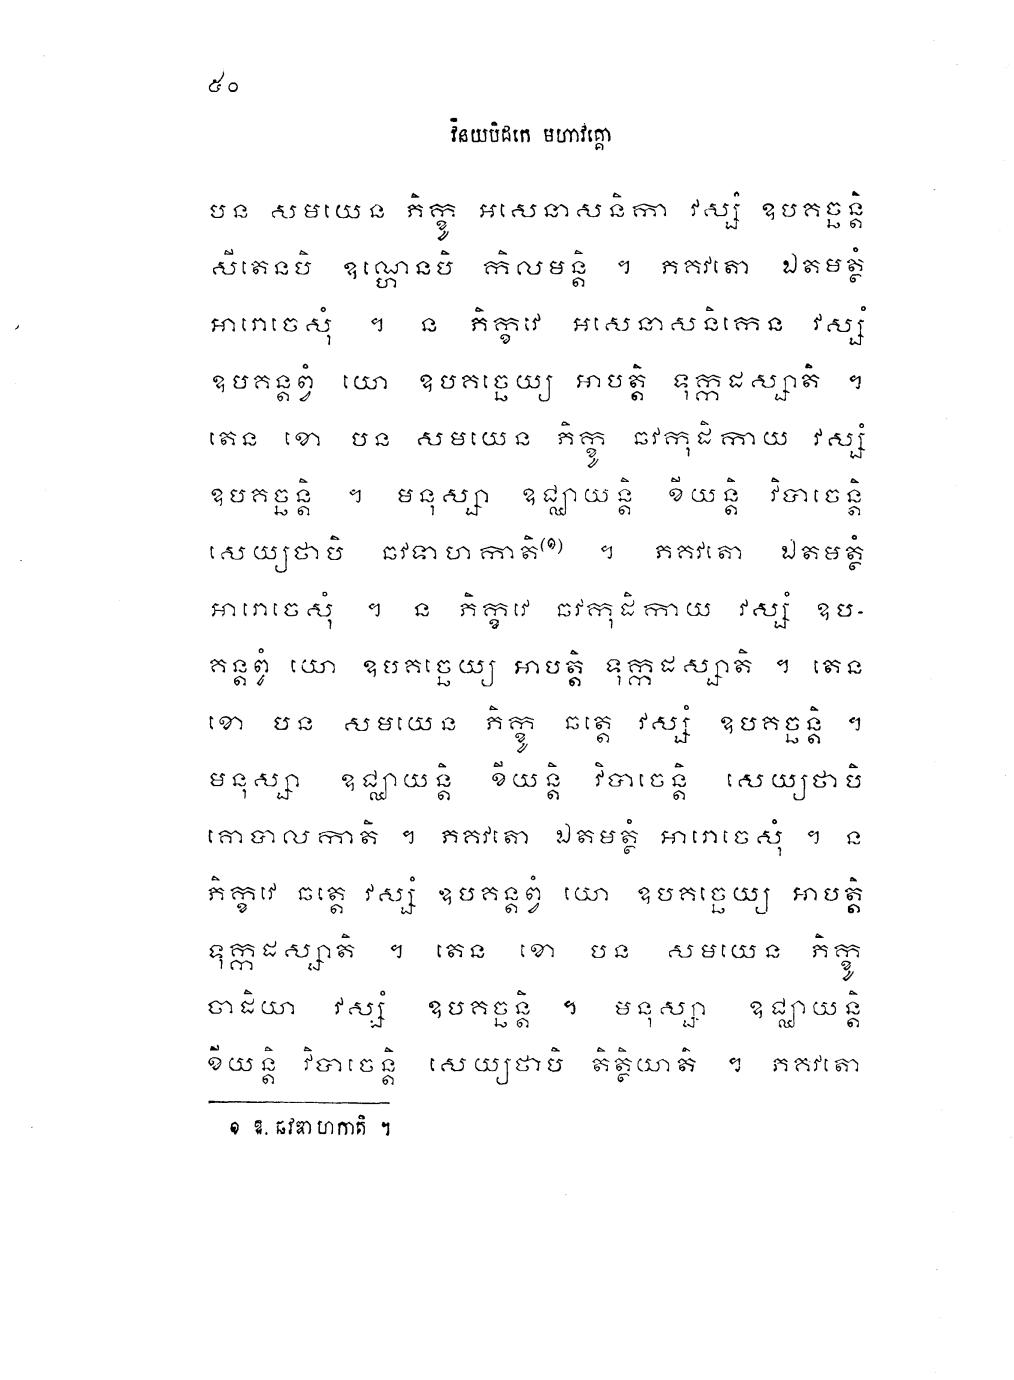 ៥០
វិនយបិដកេ មហាវគ្គោ
បន សមយេន ភិក្ខូ អសេនាសនិកា វស្សំ ឧបគច្ឆន្តិ
សីតេនបិ ឧណ្ហេនបិ កិលមន្តិ ។ ភគវតោ ឯតមត្ថំ
អារោចេសុំ ។ ន ភិក្ខវេ អសេនាសនិកេន វស្សំ
ឧបគន្តព្វំ យោ ឧបគច្ឆេយ្យ អាបត្តិ ទុក្កដស្សាតិ ។
តេន ខោ បន សមយេន ភិក្ខូ ឆវកុដិកាយ វស្សំ
ឧបគច្ឆន្តិ ។ មនុស្សា ឧជ្ឈាយន្តិ ខីយន្តិ វិបាចេន្តិ
សេយ្យថាបិ ឆវឌាហកាតិ(១) ។ ភគវតោ ឯតមត្ថំ
អារោចេសុំ ។ ន ភិក្ខវេ ឆវកុដិកាយ វស្សំ ឧប-
គន្តព្វំ យោ ឧបគច្ឆេយ្យ អាបត្តិ ទុក្កដស្សាតិ ។ តេន
ខោ បន សមយេន ភិក្ខូ ឆត្តេ វស្សំ ឧបគច្ឆន្តិ ។
មនុស្សា ឧជ្ឈាយន្តិ ខីយន្តិ វិបាចេន្តិ សេយ្យថាបិ
គោបាលកាតិ ។ ភគវតោ ឯតមត្ថំ អារោចេសុំ ។ ន
ភិក្ខវេ ឆត្តេ វស្សំ ឧបគន្តព្វំ យោ ឧបគច្ឆេយ្យ អាបត្តិ
ទុក្កដស្សាតិ ។ តេន ខោ បន សមយេន ភិក្ខូ
ចាដិយា វស្សំ ឧបគច្ឆន្តិ ។ មនុស្សា ឧជ្ឈាយន្តិ
ខីយន្តិ វិបាចេន្តិ សេយ្យថាបិ តិត្ថិយាតិ ។ ភគវតោ
១ ឱ. ឆវឌាហកាតិ ។